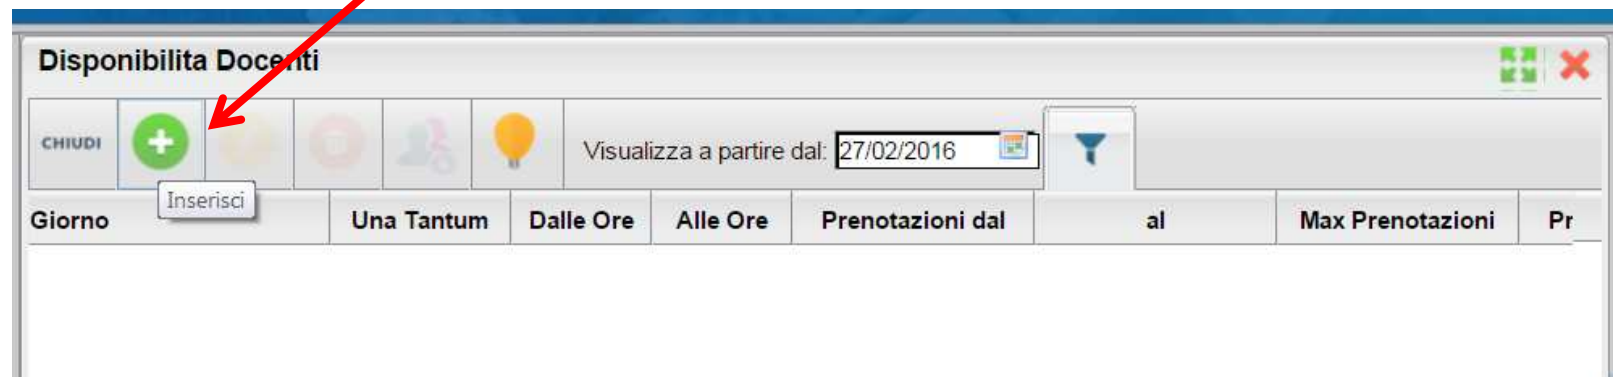 Disponibilita Docenti
CHIUDI
Visualizza a partire dal: 27/02/2016
Inserisci
Giorno Una Tantum Dalle Ore Alle Ore Prenotazioni dal al Max Prenotazioni Pr